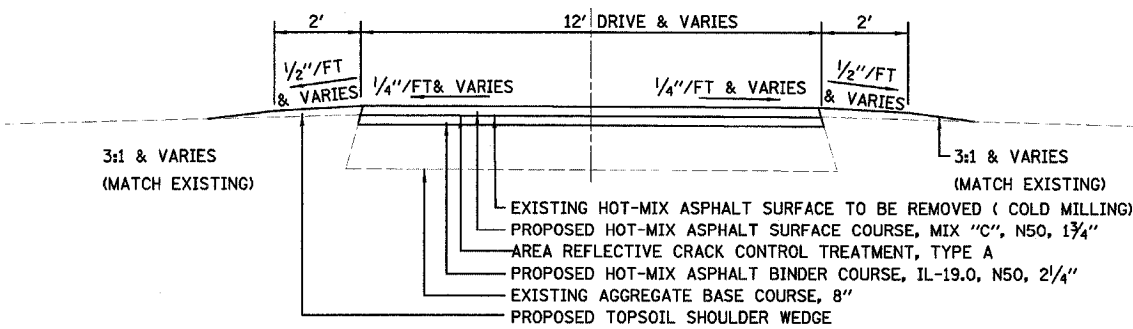 2'
12' DRIVE & VARIES
2'
1/2"/FT
& VARIES
1/4"/FT& VARIES
1/4"/FT & VARIES
1/2"/FT
& VARIES
3:1 & VARIES
(MATCH EXISTING)
3:1 & VARIES
(MATCH EXISTING)
EXISTING HOT-MIX ASPHALT SURFACE TO BE REMOVED ( COLD MILLING)
PROPOSED HOT-MIX ASPHALT SURFACE COURSE, MIX "C", N50, 1 3/4"
AREA REFLECTIVE CRACK CONTROL TREATMENT, TYPE A
PROPOSED HOT-MIX ASPHALT BINDER COURSE, IL-19.0, N50, 2 1/4"
EXISTING AGGREGATE BASE COURSE, 8"
PROPOSED TOPSOIL SHOULDER WEDGE